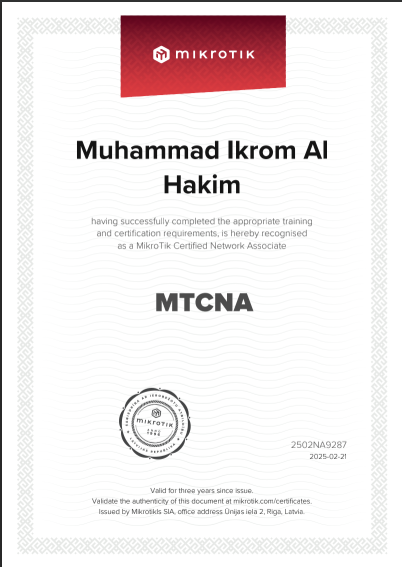 MIKROTIK
Muhammad Ikrom Al
Hakim
having successfully completed the appropriate training
and certification requirements, is hereby recognised
as a MikroTik Certified Network Associate
MTCNA
MIKROTIK
2502NA9287
2025-02-21
Valid for three years since issue.
Validate the authenticity of this document at mikrotik.com/certificates.
Issued by Mikrotikls SIA, office address Ūnijas iela 2, Riga, Latvia.